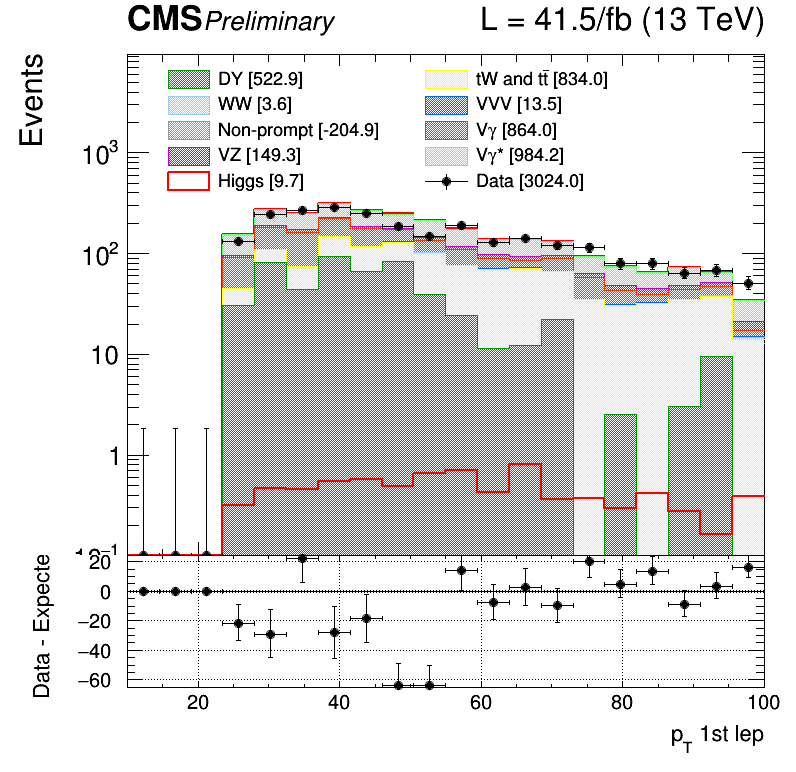 CMS Preliminary L = 41.5/fb (13 TeV)
Events
DY [522.9]
WW [3.6]
Non-prompt [-204.9]
VZ [149.3]
Higgs [9.7]
tW and tt̄ [834.0]
VVV [13.5]
Vγ [864.0]
Vγ* [984.2]
Data [3024.0]
10³
10²
10
1
20
0
−20
−40
−60
Data - Expecte
20 40 60 80 100
p_T 1st lep